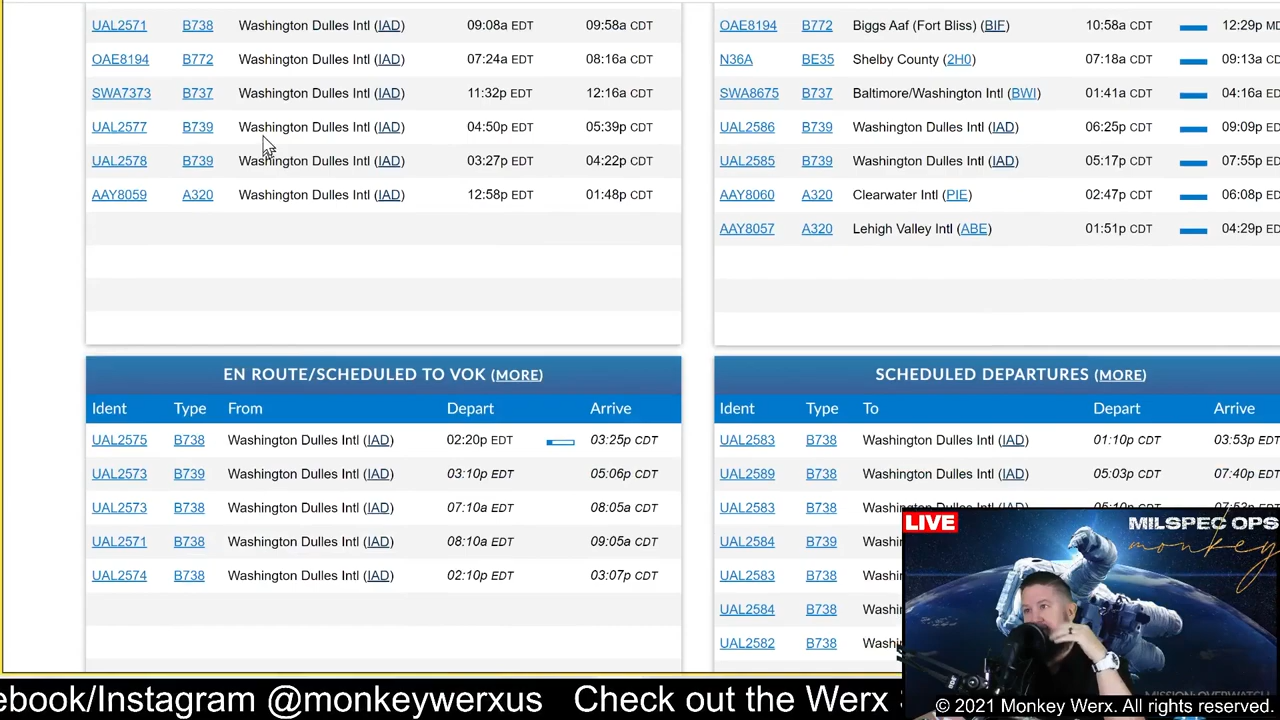 UAL2571 B738 Washington Dulles Intl (IAD) 09:08a EDT 09:58a CDT
OAE8194 B772 Washington Dulles Intl (IAD) 07:24a EDT 08:16a CDT
SWA7373 B737 Washington Dulles Intl (IAD) 11:32p EDT 12:16a CDT
UAL2577 B739 Washington Dulles Intl (IAD) 04:50p EDT 05:39p CDT
UAL2578 B739 Washington Dulles Intl (IAD) 03:27p EDT 04:22p CDT
AAY8059 A320 Washington Dulles Intl (IAD) 12:58p EDT 01:48p CDT
OAE8194 B772 Biggs Aaf (Fort Bliss) (BIF) 10:58a CDT 12:29p MD
N36A BE35 Shelby County (2H0) 07:18a CDT 09:13a CD
SWA8675 B737 Baltimore/Washington Intl (BWI) 01:41a CDT 04:16a ED
UAL2586 B739 Washington Dulles Intl (IAD) 06:25p CDT 09:09p ED
UAL2585 B739 Washington Dulles Intl (IAD) 05:17p CDT 07:55p ED
AAY8060 A320 Clearwater Intl (PIE) 02:47p CDT 06:08p ED
AAY8057 A320 Lehigh Valley Intl (ABE) 01:51p CDT 04:29p ED
EN ROUTE/SCHEDULED TO VOK (MORE)
Ident Type From Depart Arrive
UAL2575 B738 Washington Dulles Intl (IAD) 02:20p EDT 03:25p CDT
UAL2573 B739 Washington Dulles Intl (IAD) 03:10p EDT 05:06p CDT
UAL2573 B738 Washington Dulles Intl (IAD) 07:10a EDT 08:05a CDT
UAL2571 B738 Washington Dulles Intl (IAD) 08:10a EDT 09:05a CDT
UAL2574 B738 Washington Dulles Intl (IAD) 02:10p EDT 03:07p CDT
SCHEDULED DEPARTURES (MORE)
Ident Type To Depart Arrive
UAL2583 B738 Washington Dulles Intl (IAD) 01:10p CDT 03:53p EDT
UAL2589 B738 Washington Dulles Intl (IAD) 05:03p CDT 07:40p EDT
UAL2583 B738 Washington Dulles Intl (IAD)
UAL2584 B739 Washi
UAL2583 B738 Washi
UAL2584 B738 Washi
UAL2582 B738 Washi
LIVE
MILSPEC OPS
monkey
MISSION: OVERWATCH
ebook/Instagram @monkeywerxus Check out the Werx
© 2021 Monkey Werx. All rights reserved.